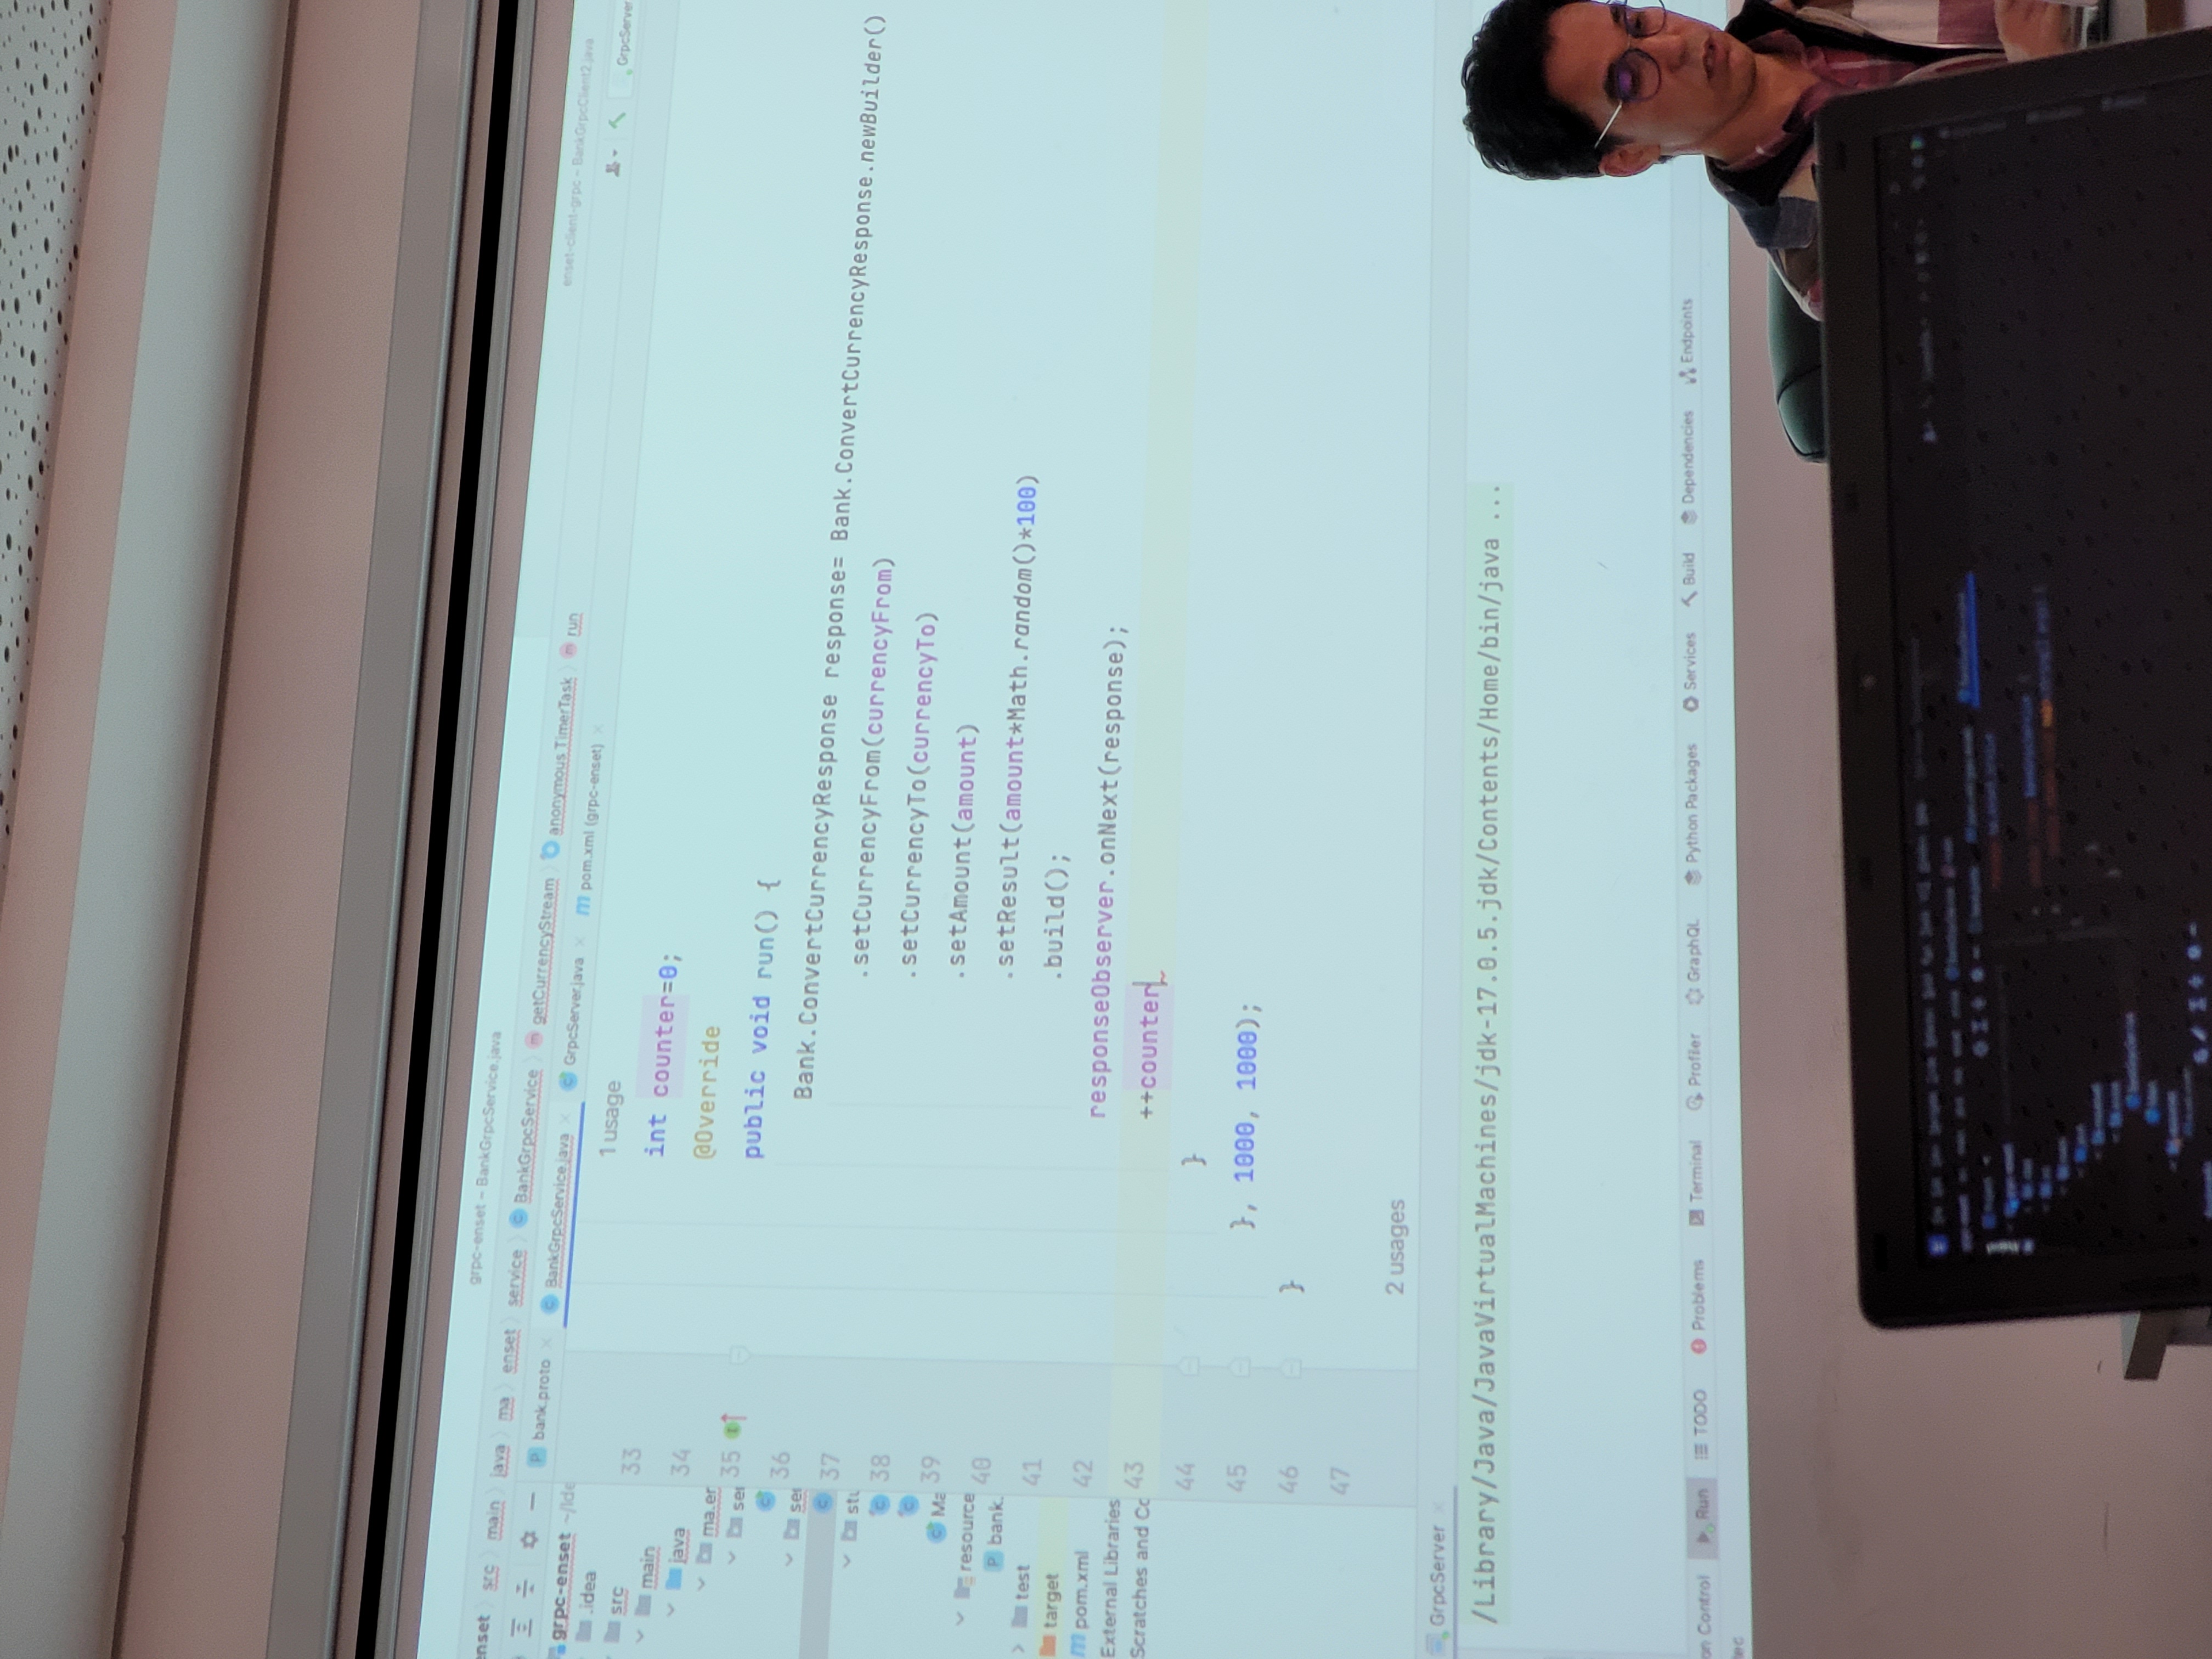 grpc-enset – BankGrpcService.java
enset-client-grpc – BankGrpcClient2.java
enset src main java ma enset service BankGrpcService getCurrencyStream anonymous TimerTask run
GrpcServer
bank.proto BankGrpcService.java GrpcServer.java pom.xml (grpc-enset)
grpc-enset ~/Ide
.idea
src
main
java
ma.en
ser
ser
stu
Ma
resource
bank.
test
target
pom.xml
External Libraries
Scratches and Co
1 usage
33 int counter=0;
34 @Override
35 public void run() {
36 Bank.ConvertCurrencyResponse response= Bank.ConvertCurrencyResponse.newBuilder()
37 .setCurrencyFrom(currencyFrom)
38 .setCurrencyTo(currencyTo)
39 .setAmount(amount)
40 .setResult(amount*Math.random()*100)
41 .build();
42 responseObserver.onNext(response);
43 ++counter
44 }
45 }, 1000, 1000);
46 }
47
2 usages
GrpcServer
/Library/Java/JavaVirtualMachines/jdk-17.0.5.jdk/Contents/Home/bin/java ...
on Control Run TODO Problems Terminal Profiler GraphQL Python Packages Services Build Dependencies Endpoints